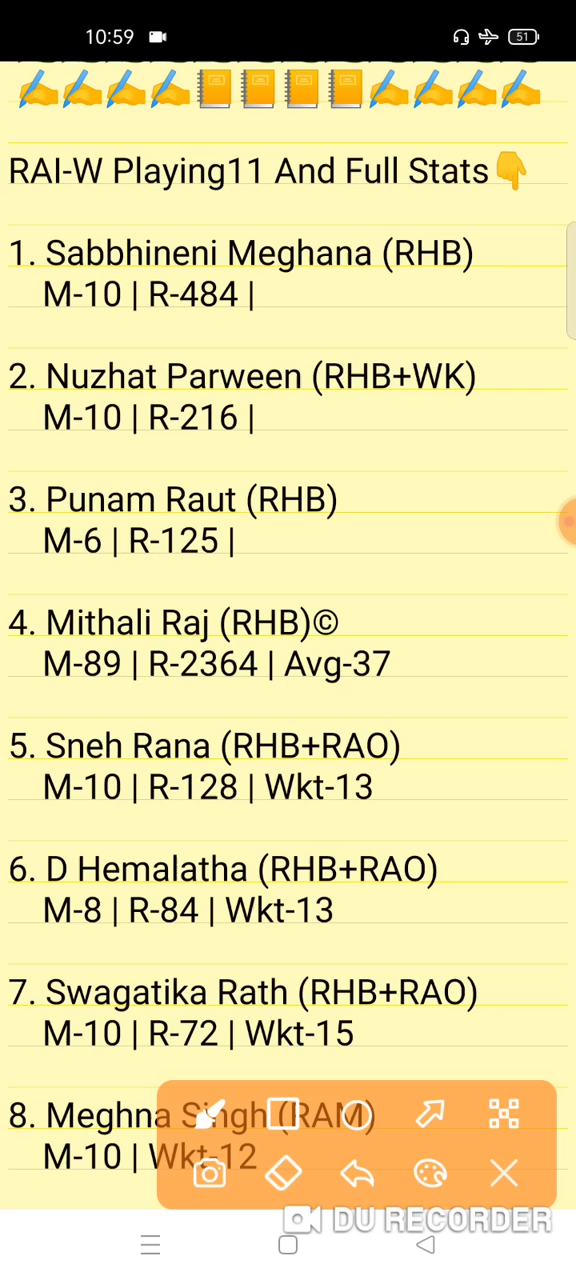 10:59
51
RAI-W Playing11 And Full Stats
1. Sabbhineni Meghana (RHB)
M-10 | R-484 |
2. Nuzhat Parween (RHB+WK)
M-10 | R-216 |
3. Punam Raut (RHB)
M-6 | R-125 |
4. Mithali Raj (RHB)©
M-89 | R-2364 | Avg-37
5. Sneh Rana (RHB+RAO)
M-10 | R-128 | Wkt-13
6. D Hemalatha (RHB+RAO)
M-8 | R-84 | Wkt-13
7. Swagatika Rath (RHB+RAO)
M-10 | R-72 | Wkt-15
8. Meghna Singh (RAM)
M-10 | Wkt-12
DU RECORDER